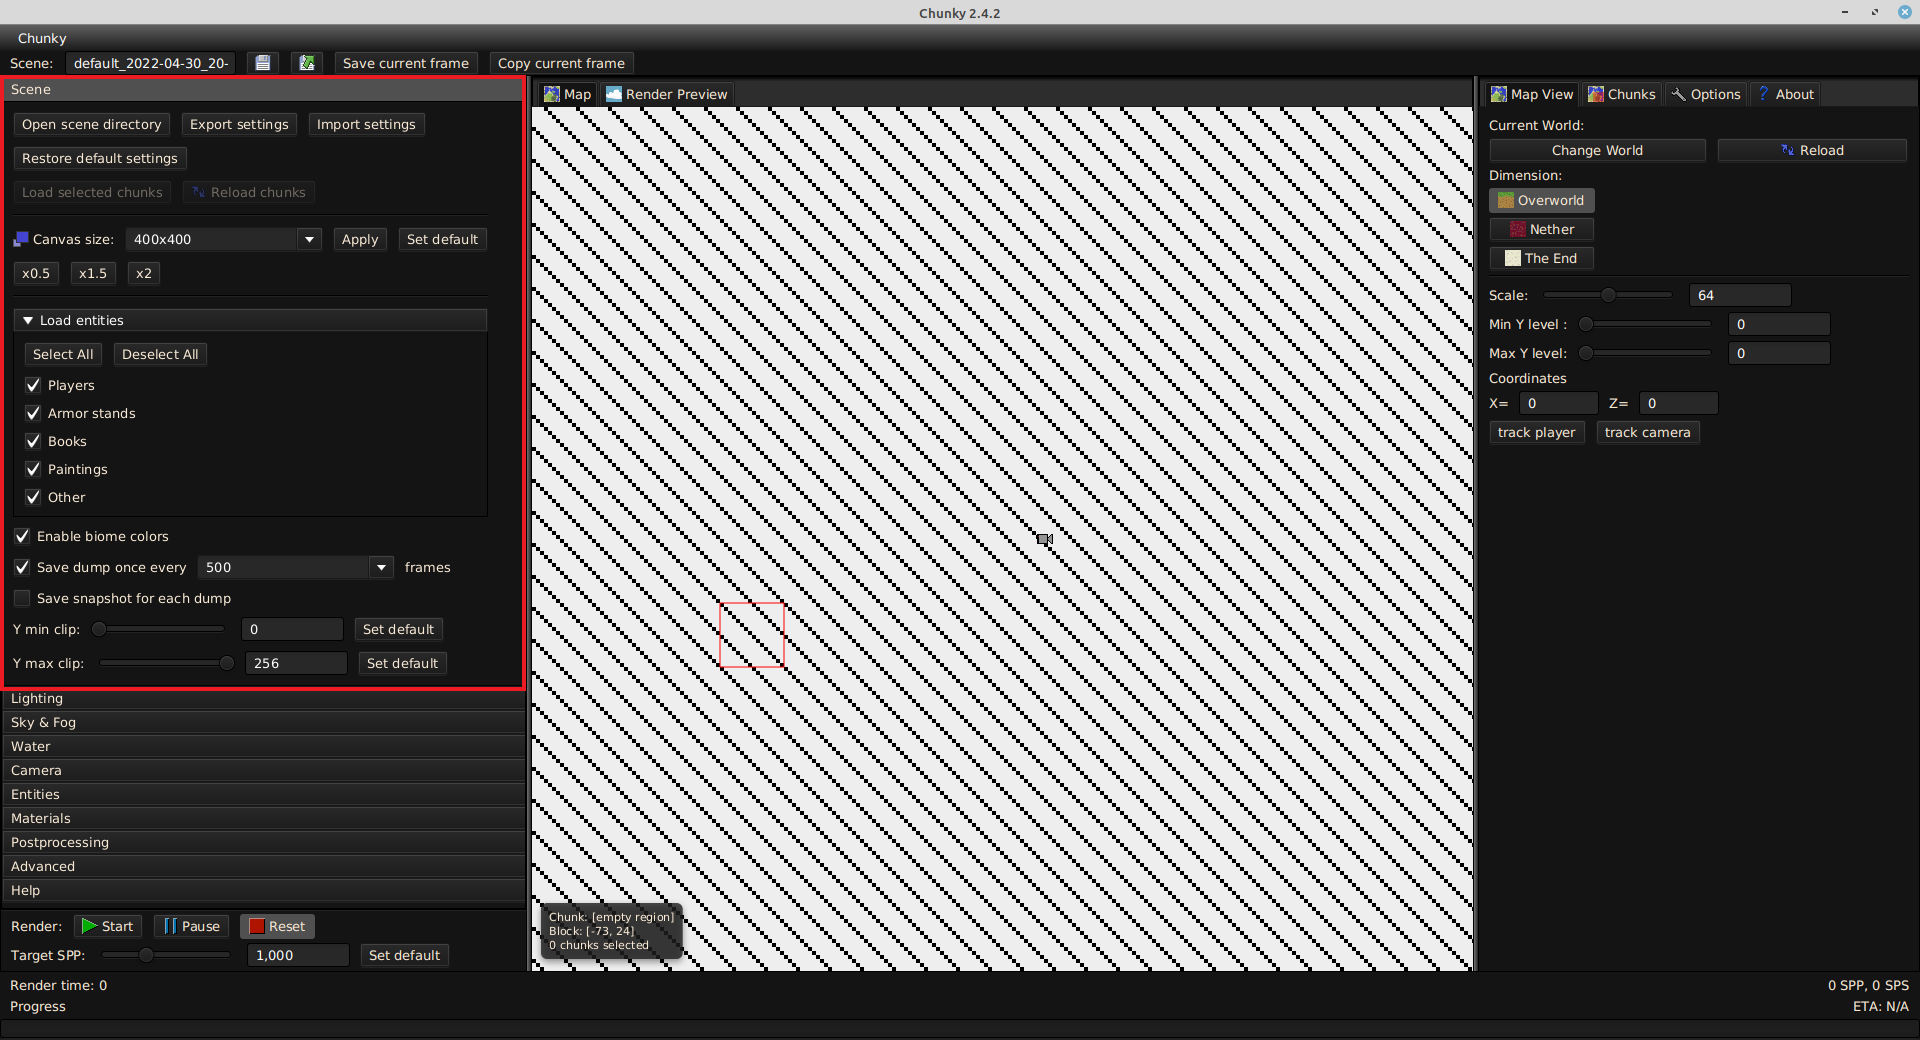 Chunky 2.4.2
Chunky
Scene: default_2022-04-30_20- Save current frame Copy current frame
Scene
Open scene directory Export settings Import settings
Restore default settings
Load selected chunks Reload chunks
Canvas size: 400x400 Apply Set default
x0.5 x1.5 x2
Load entities
Select All Deselect All
Players
Armor stands
Books
Paintings
Other
Enable biome colors
Save dump once every 500 frames
Save snapshot for each dump
Y min clip: 0 Set default
Y max clip: 256 Set default
Lighting
Sky & Fog
Water
Camera
Entities
Materials
Postprocessing
Advanced
Help
Render: Start Pause Reset
Target SPP: 1,000 Set default
Render time: 0
Progress
Map Render Preview
Chunk: [empty region]
Block: [-73, 24]
0 chunks selected
Map View Chunks Options ? About
Current World:
Change World Reload
Dimension:
Overworld
Nether
The End
Scale: 64
Min Y level : 0
Max Y level: 0
Coordinates
X= 0 Z= 0
track player track camera
0 SPP, 0 SPS
ETA: N/A